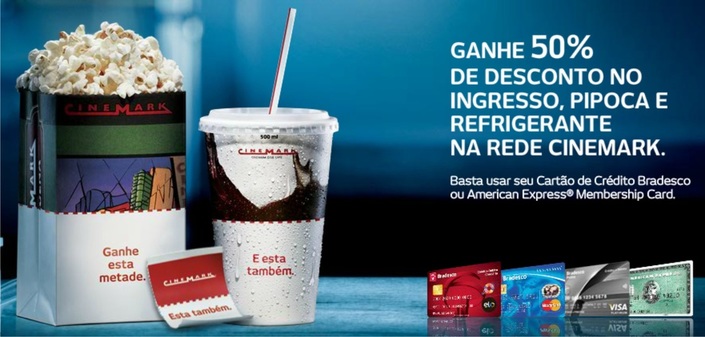 GANHE 50%
DE DESCONTO NO
INGRESSO, PIPOCA E
REFRIGERANTE
NA REDE CINEMARK.
Basta usar seu Cartão de Crédito Bradesco
ou American Express® Membership Card.
CINEMARK
Ganhe
esta
metade.
500 ml
CINEMARK
E esta
também.
CINEMARK
Esta também.
Bradesco
elo
Bradesco
MasterCard
VISA